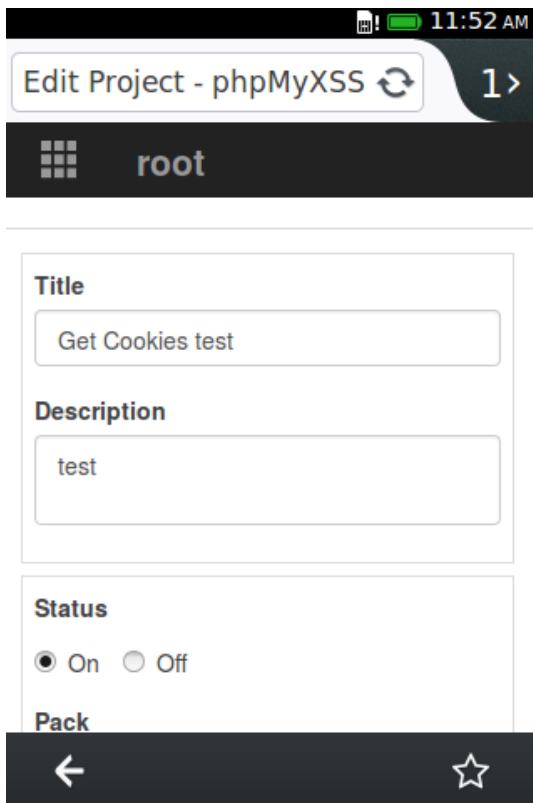 11:52 AM
Edit Project - phpMyXSS
1
root
Title
Get Cookies test
Description
test
Status
On Off
Pack